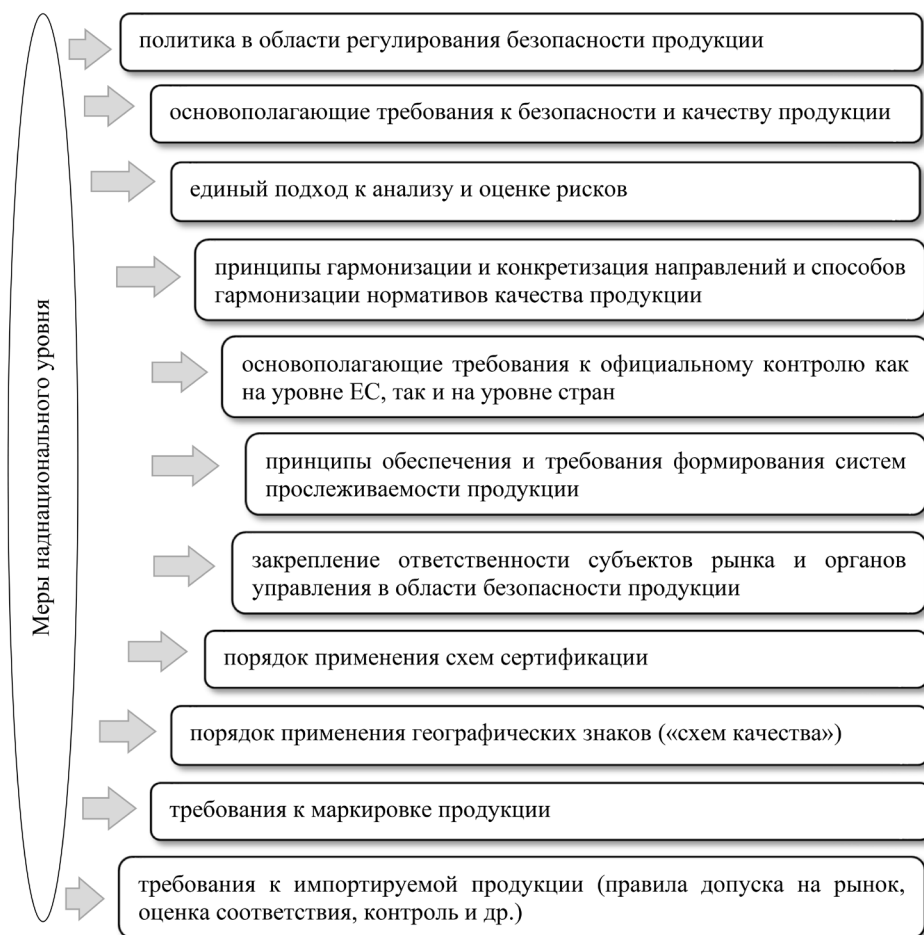 Меры наднационального уровня
политика в области регулирования безопасности продукции
основополагающие требования к безопасности и качеству продукции
единый подход к анализу и оценке рисков
принципы гармонизации и конкретизация направлений и способов
гармонизации нормативов качества продукции
основополагающие требования к официальному контролю как
на уровне ЕС, так и на уровне стран
принципы обеспечения и требования формирования систем
прослеживаемости продукции
закрепление ответственности субъектов рынка и органов
управления в области безопасности продукции
порядок применения схем сертификации
порядок применения географических знаков («схем качества»)
требования к маркировке продукции
требования к импортируемой продукции (правила допуска на рынок,
оценка соответствия, контроль и др.)